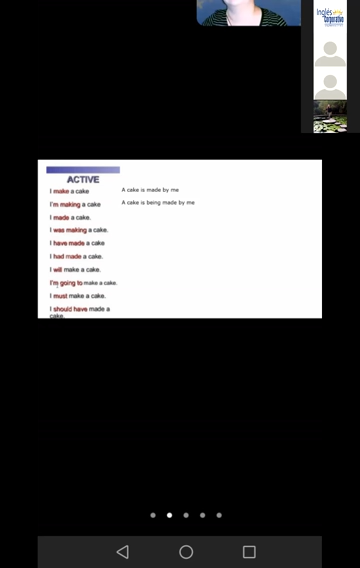 Inglés
Corporativo
ACTIVE
I make a cake
A cake is made by me
I'm making a cake
A cake is being made by me
I made a cake.
I was making a cake.
I have made a cake
I had made a cake.
I will make a cake.
I'm going to make a cake.
I must make a cake.
I should have made a
cake.